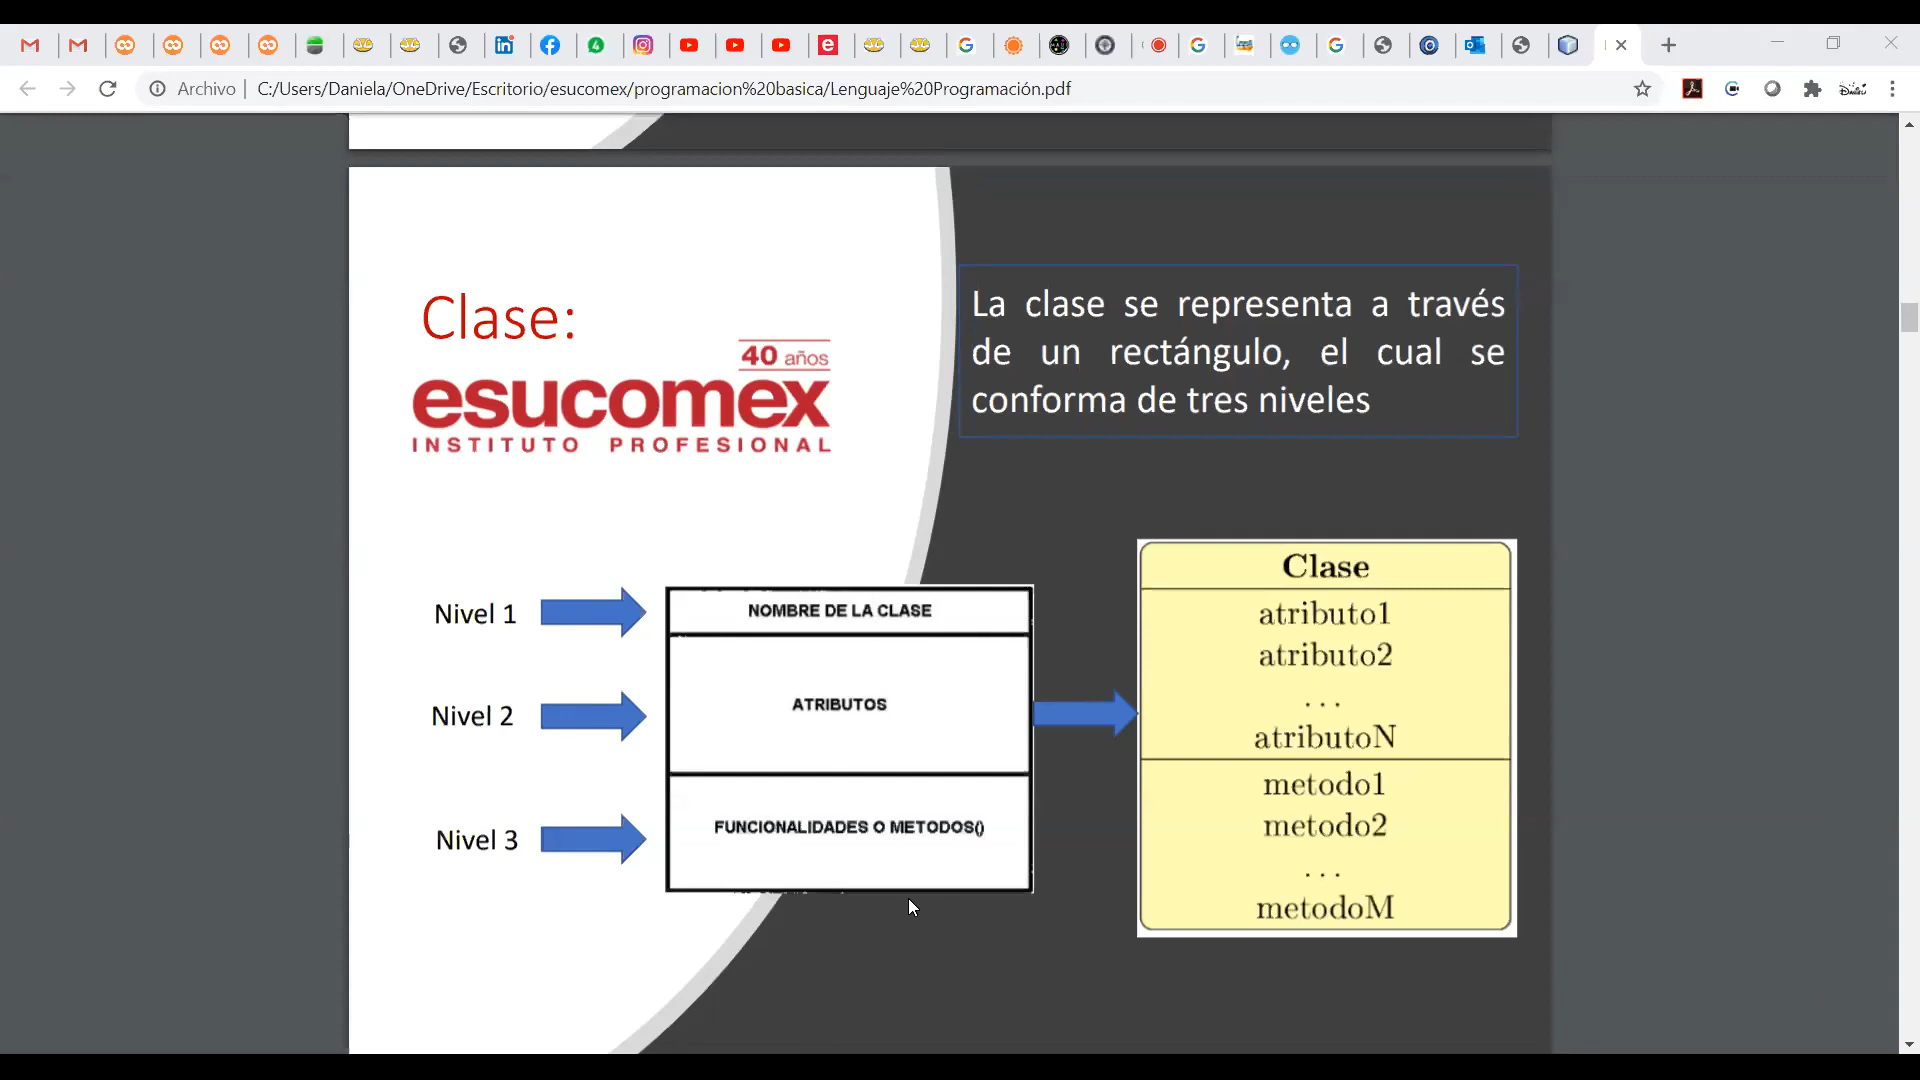 Archivo
C:/Users/Daniela/OneDrive/Escritorio/esucomex/programacion%20basica/Lenguaje%20Programación.pdf
Clase:
40 años
esucomex
INSTITUTO PROFESIONAL
La clase se representa a través
de un rectángulo, el cual se
conforma de tres niveles
Nivel 1
NOMBRE DE LA CLASE
Nivel 2
ATRIBUTOS
Nivel 3
FUNCIONALIDADES O METODOS()
Clase
atributo1
atributo2
...
atributoN
metodo1
metodo2
...
metodoM